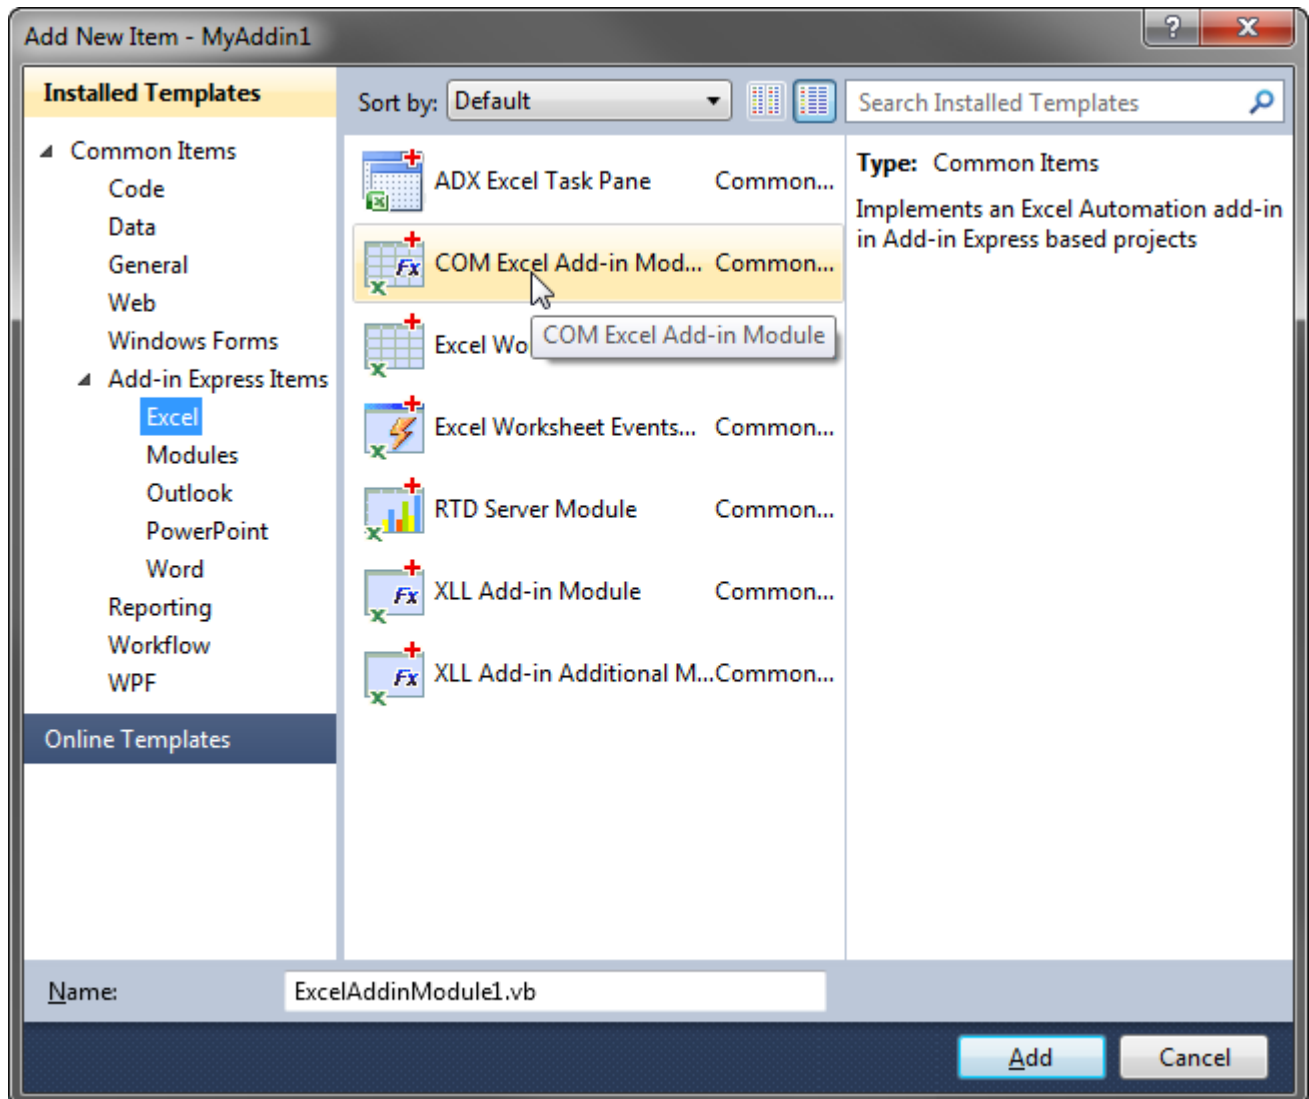 Add New Item - MyAddin1
?
X
Installed Templates
Common Items
Code
Data
General
Web
Windows Forms
Add-in Express Items
Excel
Modules
Outlook
PowerPoint
Word
Reporting
Workflow
WPF
Online Templates
Sort by: Default
ADX Excel Task Pane Common...
COM Excel Add-in Mod... Common...
COM Excel Add-in Module
Excel Wo
Excel Worksheet Events... Common...
RTD Server Module Common...
XLL Add-in Module Common...
XLL Add-in Additional M... Common...
Search Installed Templates
Type: Common Items
Implements an Excel Automation add-in
in Add-in Express based projects
Name: ExcelAddinModule1.vb
Add
Cancel